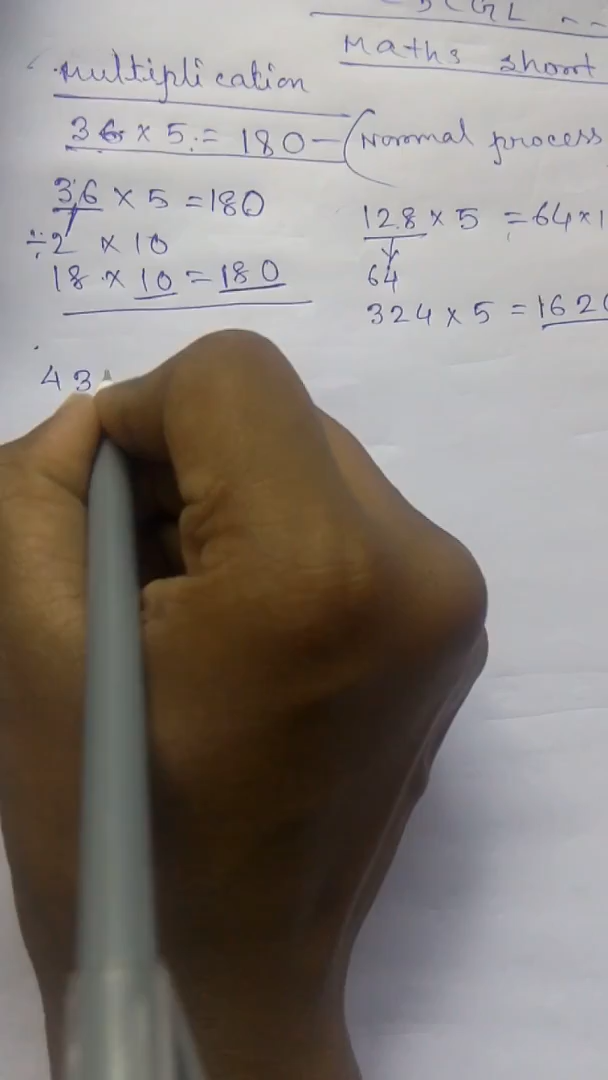 Maths short
Multiplication
36 × 5 = 180 — (Normal process
36 × 5 = 180
÷2 × 10
18 × 10 = 180
128 × 5 = 64 × 1
64
324 × 5 = 1620
43